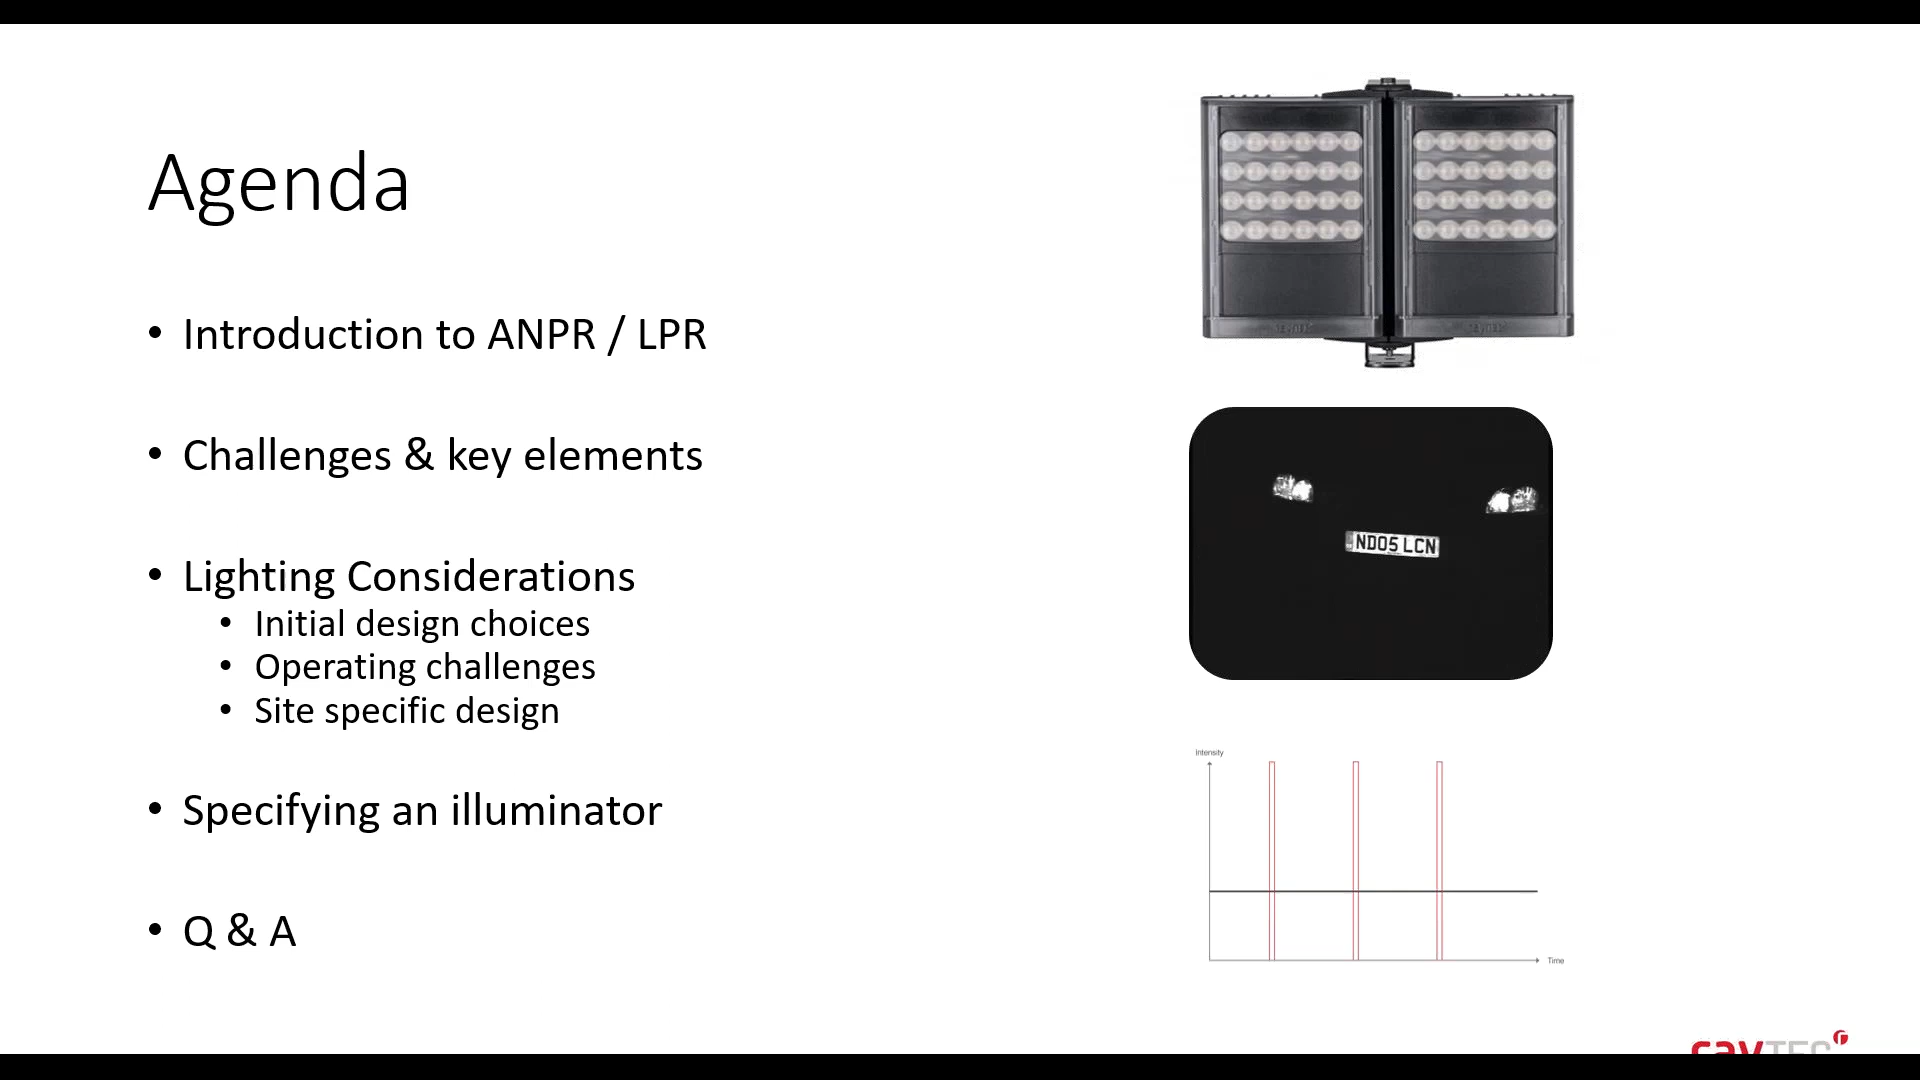 Agenda
• Introduction to ANPR / LPR
• Challenges & key elements
• Lighting Considerations
• Initial design choices
• Operating challenges
• Site specific design
• Specifying an illuminator
• Q & A
ND05 LCN
Intensity
Time
rayTEC